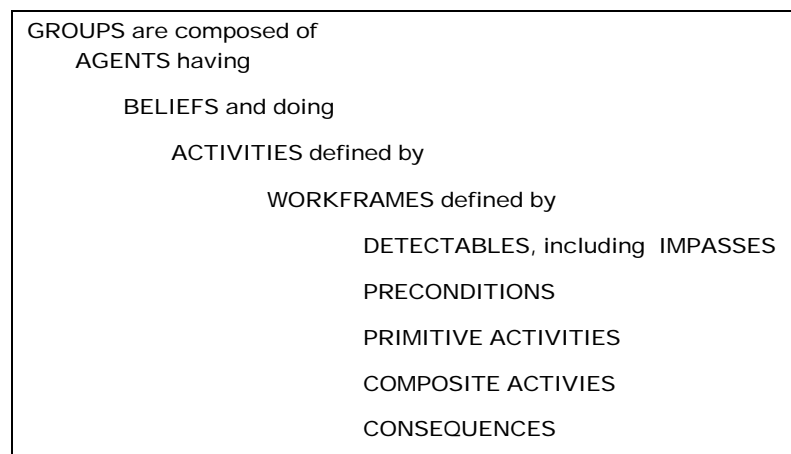 GROUPS are composed of
AGENTS having
BELIEFS and doing
ACTIVITIES defined by
WORKFRAMES defined by
DETECTABLES, including IMPASSES
PRECONDITIONS
PRIMITIVE ACTIVITIES
COMPOSITE ACTIVIES
CONSEQUENCES